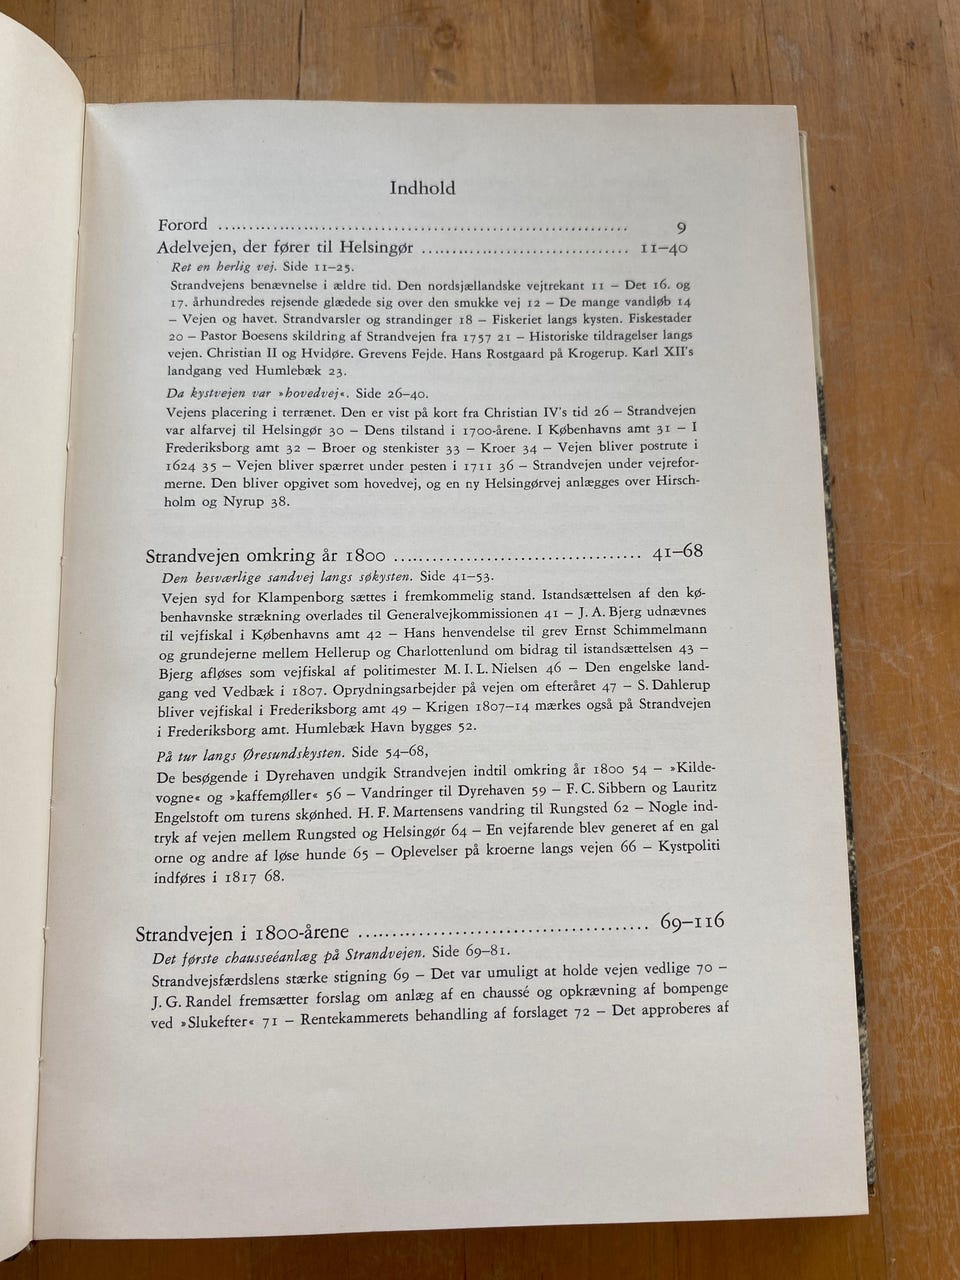 Indhold
Forord ................................................................. 9
Adelvejen, der fører til Helsingør ................................. 11–40
Ret en herlig vej. Side 11–25.
Strandvejens benævnelse i ældre tid. Den nordsjællandske vejtrekant 11 – Det 16. og
17. århundredes rejsende glædede sig over den smukke vej 12 – De mange vandløb 14
– Vejen og havet. Strandvarsler og strandinger 18 – Fiskeriet langs kysten. Fiskestader
20 – Pastor Boesens skildring af Strandvejen fra 1757 21 – Historiske tildragelser langs
vejen. Christian II og Hvidøre. Grevens Fejde. Hans Rostgaard på Krogerup. Karl XII's
landgang ved Humlebæk 23.
Da kystvejen var »hovedvej«. Side 26–40.
Vejens placering i terrænet. Den er vist på kort fra Christian IV's tid 26 – Strandvejen
var alfarvej til Helsingør 30 – Dens tilstand i 1700-årene. I Københavns amt 31 – I
Frederiksborg amt 32 – Broer og stenkister 33 – Kroer 34 – Vejen bliver postrute i
1624 35 – Vejen bliver spærret under pesten i 1711 36 – Strandvejen under vejrefor-
merne. Den bliver opgivet som hovedvej, og en ny Helsingørvej anlægges over Hirsch-
holm og Nyrup 38.
Strandvejen omkring år 1800 ................................... 41–68
Den besværlige sandvej langs søkysten. Side 41–53.
Vejen syd for Klampenborg sættes i fremkommelig stand. Istandsættelsen af den kø-
benhavnske strækning overlades til Generalvejkommissionen 41 – J. A. Bjerg udnævnes
til vejfiskal i Københavns amt 42 – Hans henvendelse til grev Ernst Schimmelmann
og grundejerne mellem Hellerup og Charlottenlund om bidrag til istandsættelsen 43 –
Bjerg afløses som vejfiskal af politimester M. I. L. Nielsen 46 – Den engelske land-
gang ved Vedbæk i 1807. Oprydningsarbejder på vejen om efteråret 47 – S. Dahlerup
bliver vejfiskal i Frederiksborg amt 49 – Krigen 1807–14 mærkes også på Strandvejen
i Frederiksborg amt. Humlebæk Havn bygges 52.
På tur langs Øresundskysten. Side 54–68,
De besøgende i Dyrehaven undgik Strandvejen indtil omkring år 1800 54 – »Kilde-
vogne« og »kaffemøller« 56 – Vandringer til Dyrehaven 59 – F. C. Sibbern og Lauritz
Engelstoft om turens skønhed. H. F. Martensens vandring til Rungsted 62 – Nogle ind-
tryk af vejen mellem Rungsted og Helsingør 64 – En vejfarende blev generet af en gal
orne og andre af løse hunde 65 – Oplevelser på kroerne langs vejen 66 – Kystpoliti
indføres i 1817 68.
Strandvejen i 1800-årene ........................................ 69–116
Det første chausseéanlæg på Strandvejen. Side 69–81.
Strandvejsfærdslens stærke stigning 69 – Det var umuligt at holde vejen vedlige 70 –
J. G. Randel fremsætter forslag om anlæg af en chaussé og opkrævning af bompenge
ved »Slukefter« 71 – Rentekammerets behandling af forslaget 72 – Det approberes af